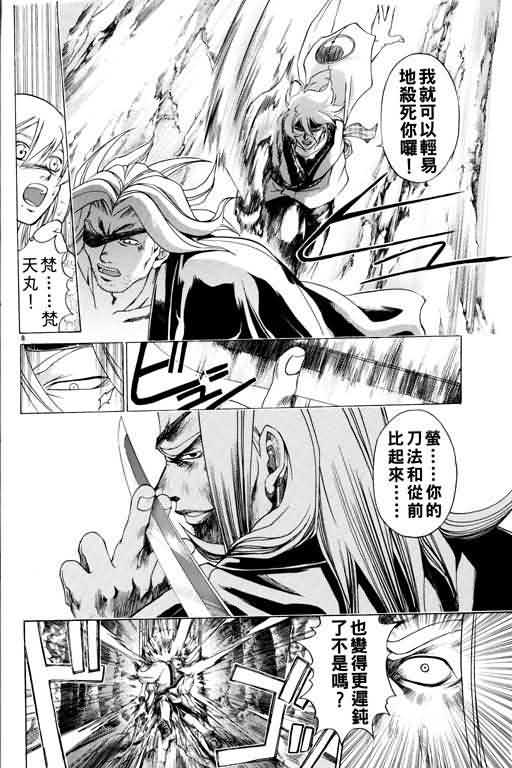 我就可以輕易
地殺死你囉！
梵……梵
天丸！
8
螢……你的
刀法和從前
比起來……
也變得更遲鈍
了不是嗎？